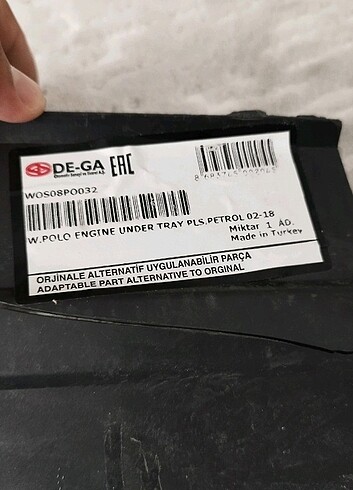 DE-GA EAC
WOS08P0032
W.POLO ENGINE UNDER TRAY PLS.PETROL 02-18
Miktar 1 AD.
Made in Turkey
ORJİNALE ALTERNATİF UYGULANABİLİR PARÇA
ADAPTABLE PART ALTERNATIVE TO ORGINAL